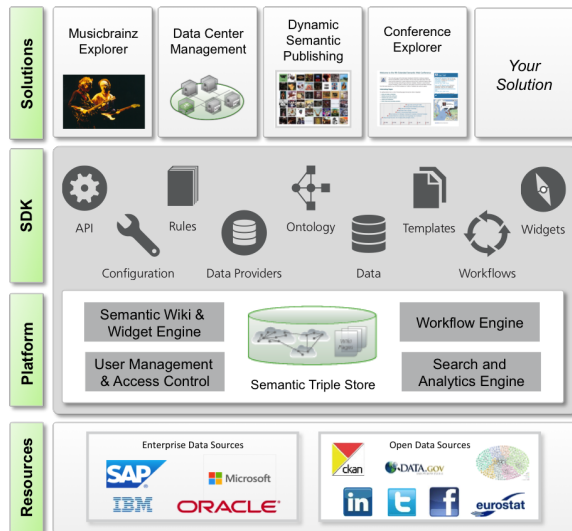 Solutions
Musicbrainz
Explorer
Data Center
Management
Dynamic
Semantic
Publishing
Conference
Explorer
Your
Solution
SDK
API
Configuration
Rules
Data Providers
Ontology
Data
Templates
Workflows
Widgets
Platform
Semantic Wiki &
Widget Engine
User Management
& Access Control
Wiki
Pages
Semantic Triple Store
Workflow Engine
Search and
Analytics Engine
Resources
Enterprise Data Sources
SAP
Microsoft
IBM
ORACLE
Open Data Sources
ckan
DATA.GOV
in
t
f
eurostat